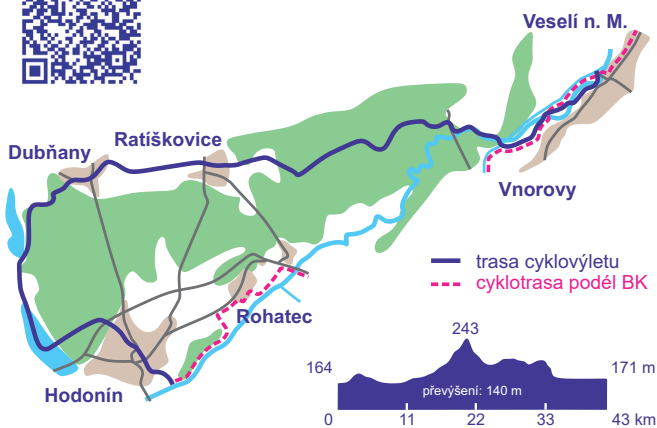 Veselí n. M.
Ratíškovice
Dubňany
Vnorovy
trasa cyklovýletu
cyklotrasa podél BK
Rohatec
Hodonín
243
164
171 m
převýšení: 140 m
0 11 22 33 43 km